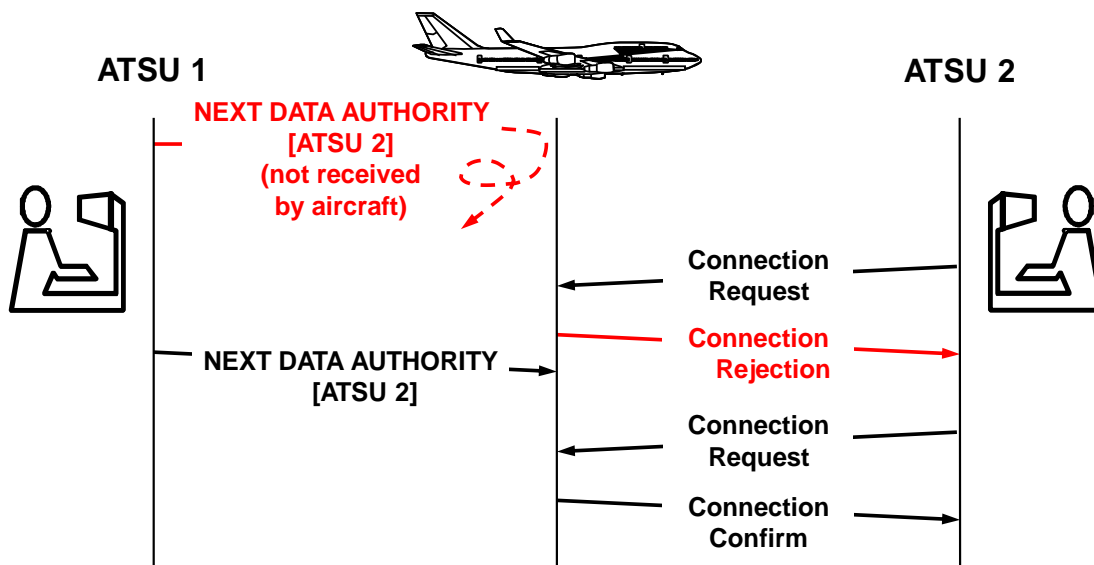 ATSU 1
ATSU 2
NEXT DATA AUTHORITY
[ATSU 2]
(not received
by aircraft)
Connection
Request
Connection
Rejection
NEXT DATA AUTHORITY
[ATSU 2]
Connection
Request
Connection
Confirm